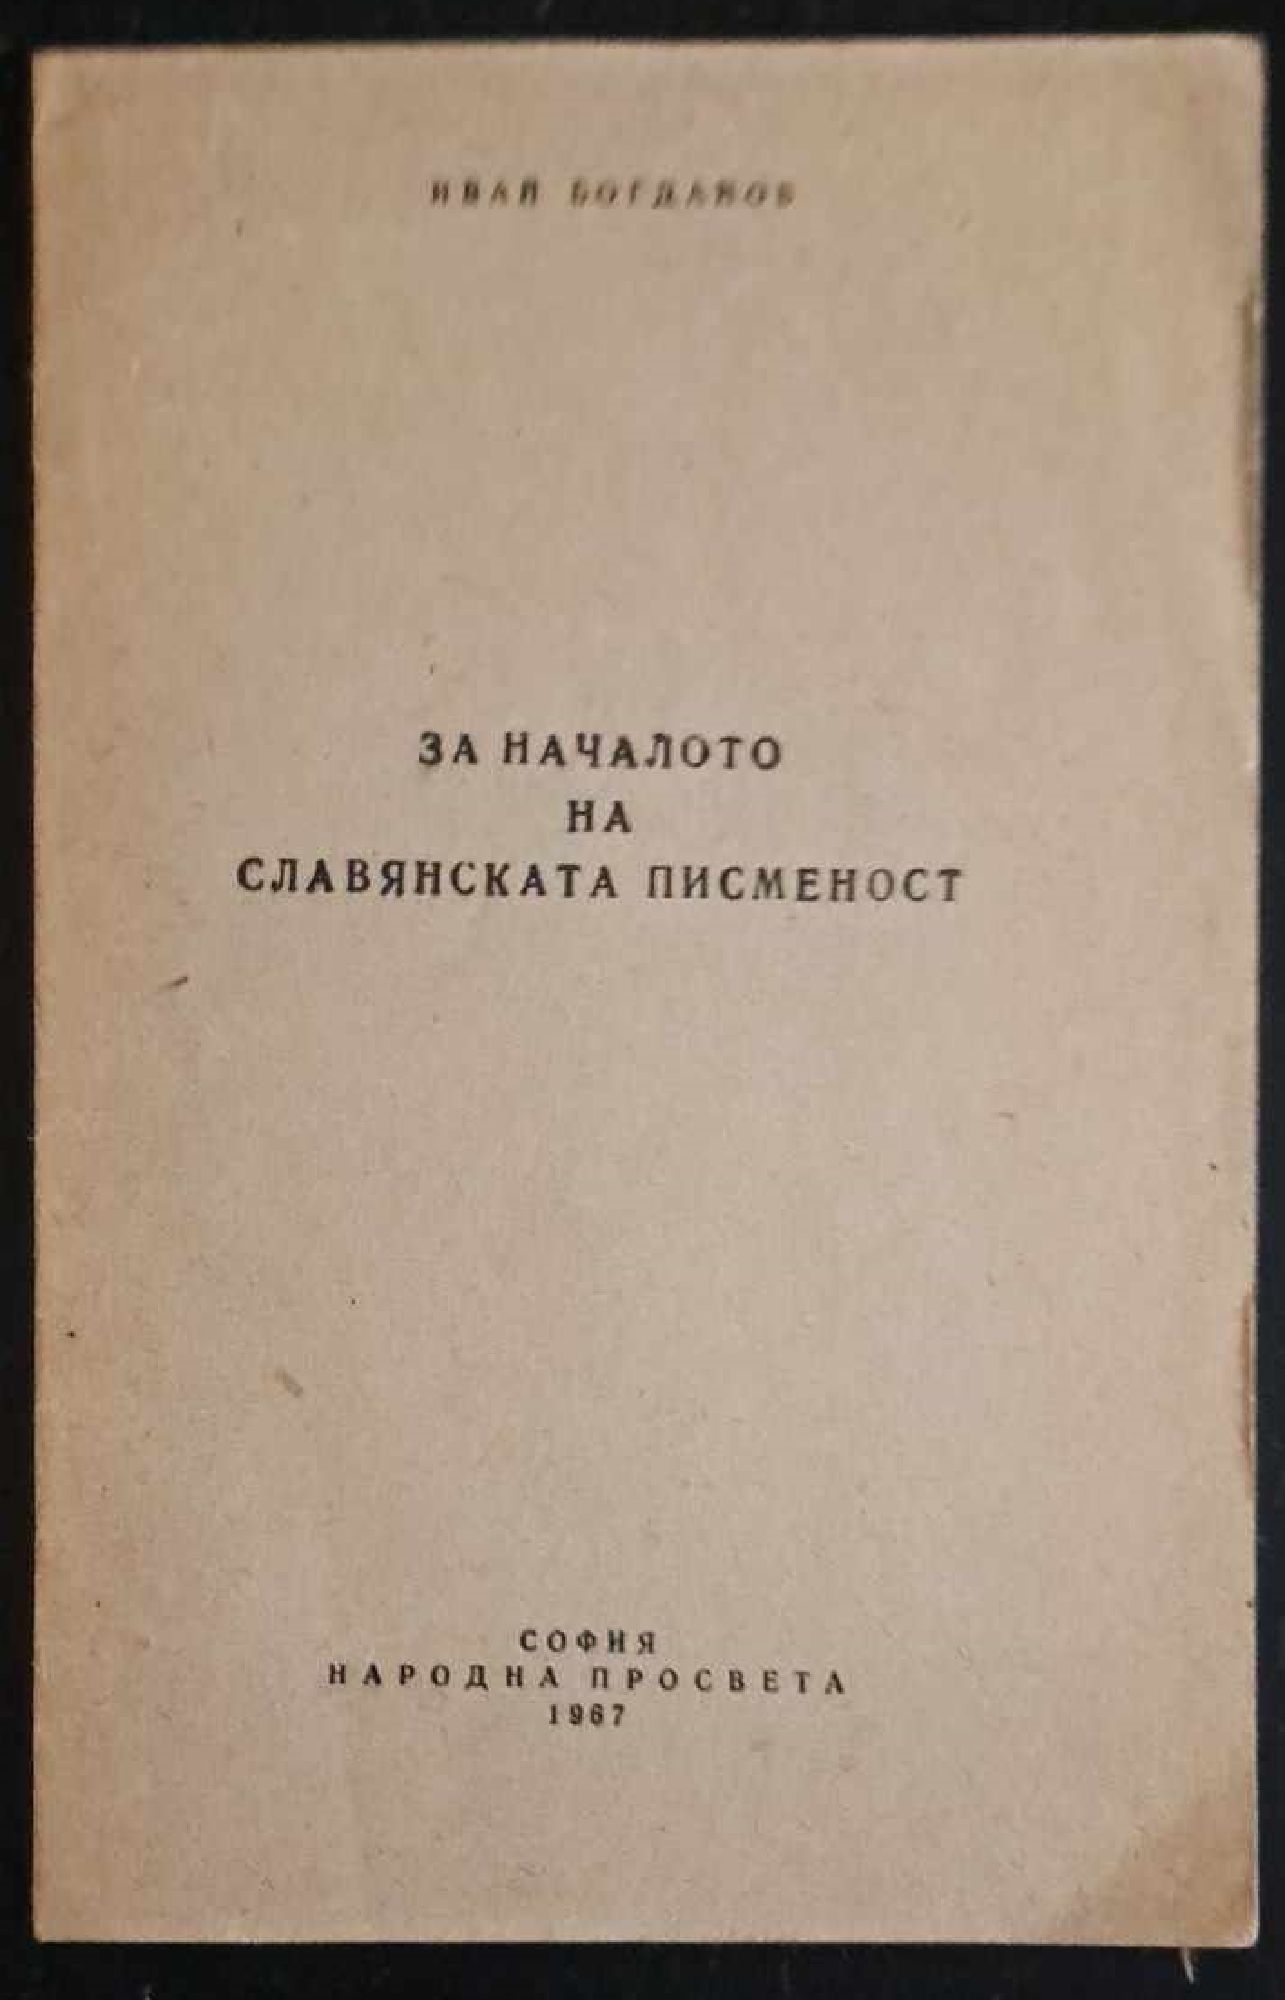 ИВАН БОГДАНОВ
ЗА НАЧАЛОТО
НА
СЛАВЯНСКАТА ПИСМЕНОСТ
СОФИЯ
НАРОДНА ПРОСВЕТА
1967